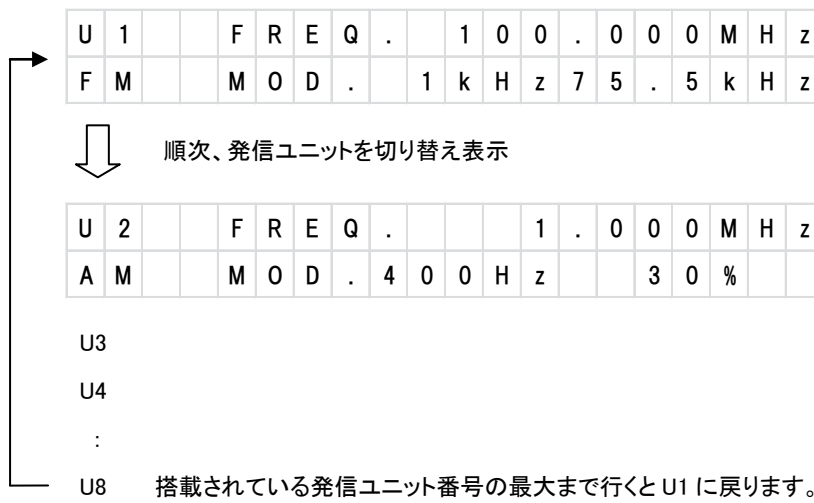 U1 FREQ. 100.000MHz
FM MOD. 1kHz75.5kHz
順次、発信ユニットを切り替え表示
U2 FREQ. 1.000MHz
AM MOD.400Hz 30%
U3
U4
:
U8 搭載されている発信ユニット番号の最大まで行くと U1 に戻ります。